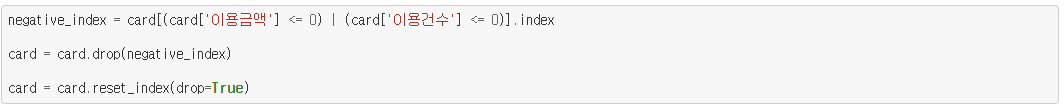 negative_index = card[(card['이용금액'] <= 0) | (card['이용건수'] <= 0)].index
card = card.drop(negative_index)
card = card.reset_index(drop=True)